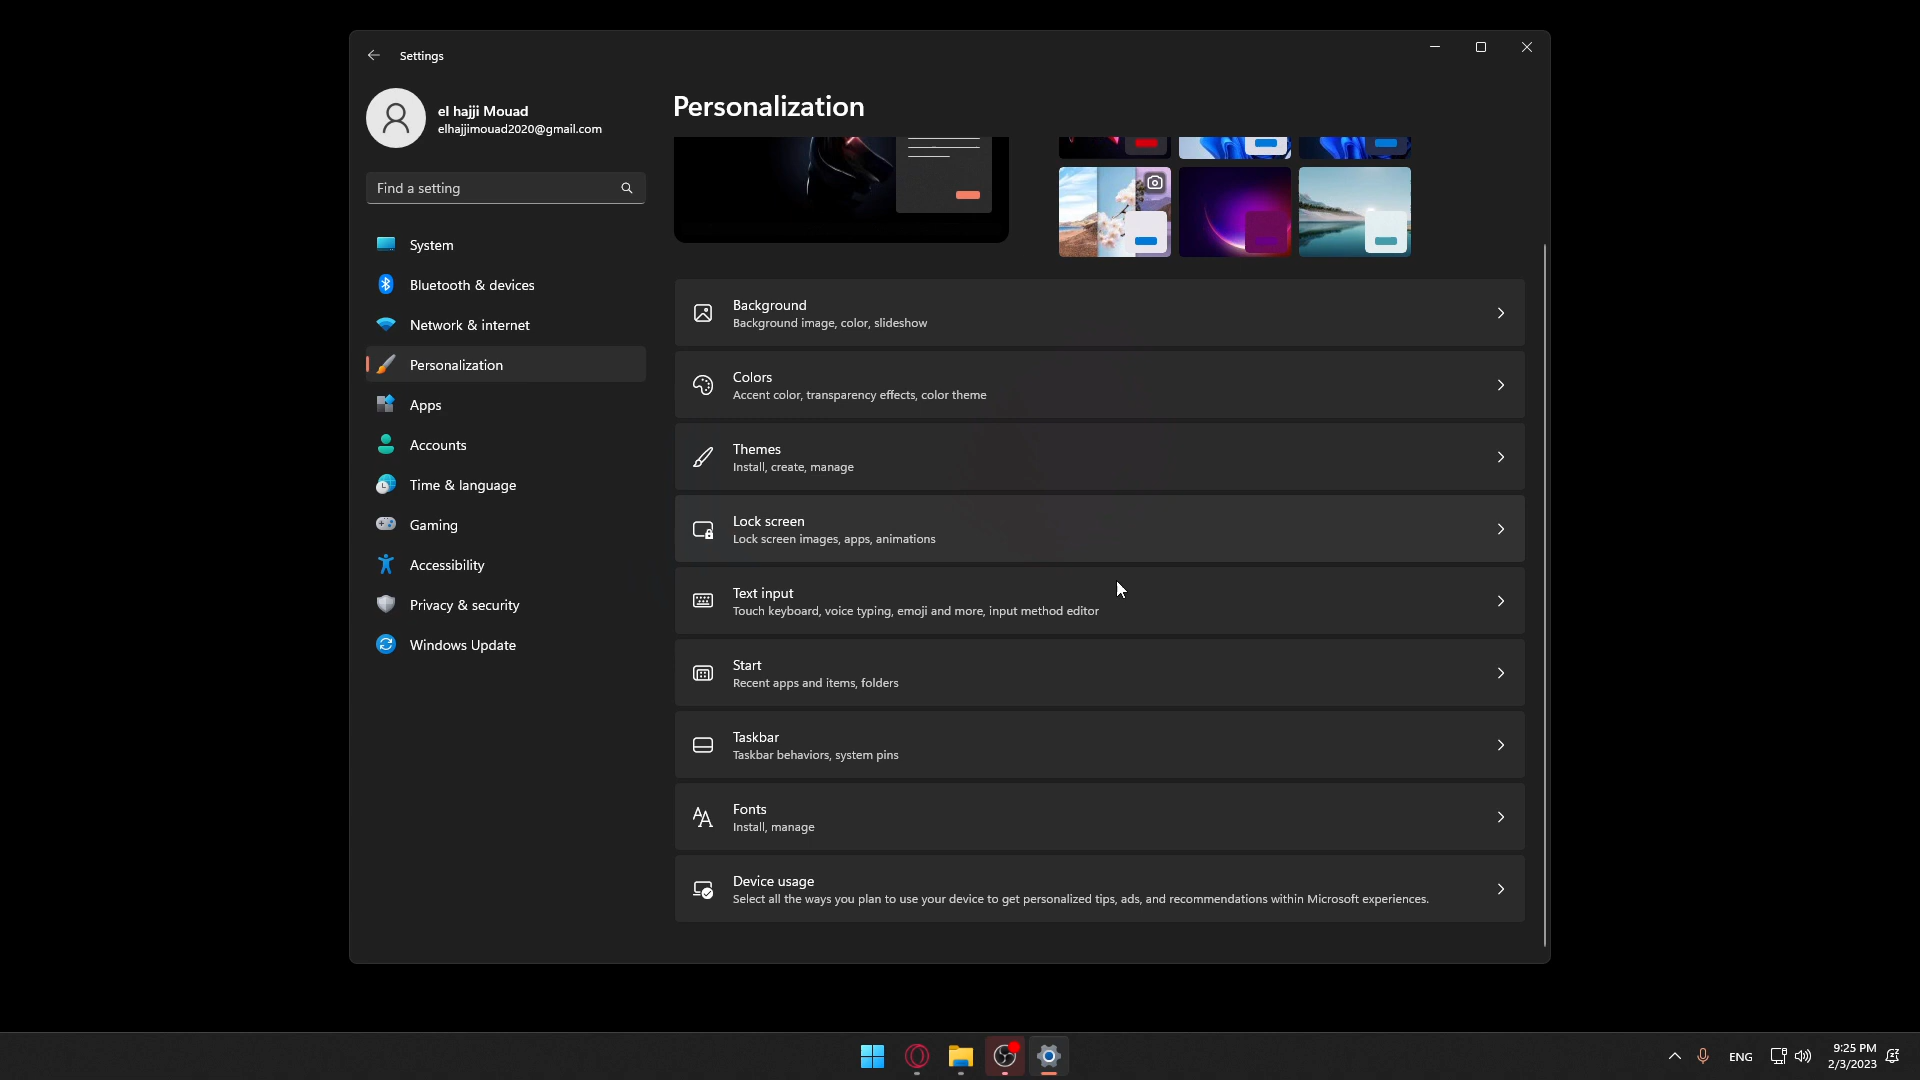 Settings
el hajji Mouad
elhajjimouad2020@gmail.com
Find a setting
System
Bluetooth & devices
Network & internet
Personalization
Apps
Accounts
Time & language
Gaming
Accessibility
Privacy & security
Windows Update
Personalization
Background
Background image, color, slideshow
Colors
Accent color, transparency effects, color theme
Themes
Install, create, manage
Lock screen
Lock screen images, apps, animations
Text input
Touch keyboard, voice typing, emoji and more, input method editor
Start
Recent apps and items, folders
Taskbar
Taskbar behaviors, system pins
Fonts
Install, manage
Device usage
Select all the ways you plan to use your device to get personalized tips, ads, and recommendations within Microsoft experiences.
ENG
9:25 PM
2/3/2023